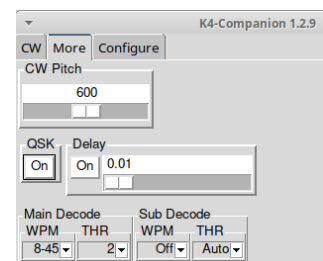 K4-Companion 1.2.9
CW More Configure
CW Pitch
600
QSK Delay
On On 0.01
Main Decode Sub Decode
WPM THR WPM THR
8-45 2 Off Auto